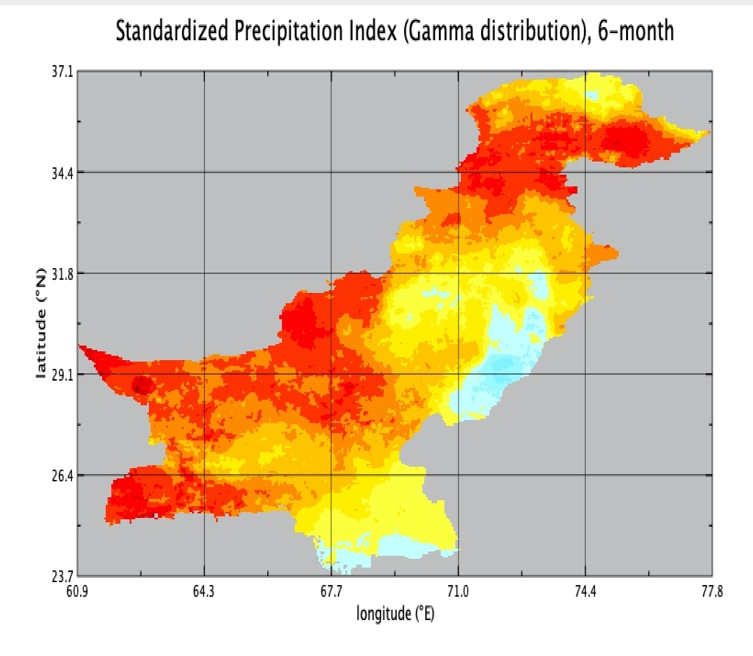 Standardized Precipitation Index (Gamma distribution), 6-month
37.1
34.4
31.8
29.1
26.4
23.7
latitude (°N)
60.9 64.3 67.7 71.0 74.4 77.8
longitude (°E)